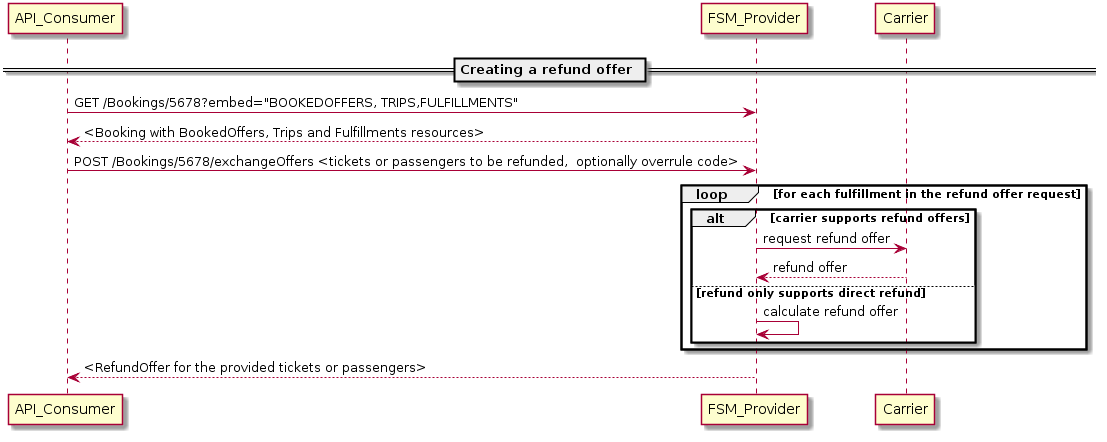 API_Consumer
FSM_Provider
Carrier
Creating a refund offer
GET /Bookings/5678?embed="BOOKEDOFFERS, TRIPS,FULFILLMENTS"
<Booking with BookedOffers, Trips and Fulfillments resources>
POST /Bookings/5678/exchangeOffers <tickets or passengers to be refunded,  optionally overrule code>
loop [for each fulfillment in the refund offer request]
alt [carrier supports refund offers]
request refund offer
refund offer
[refund only supports direct refund]
calculate refund offer
<RefundOffer for the provided tickets or passengers>
API_Consumer
FSM_Provider
Carrier